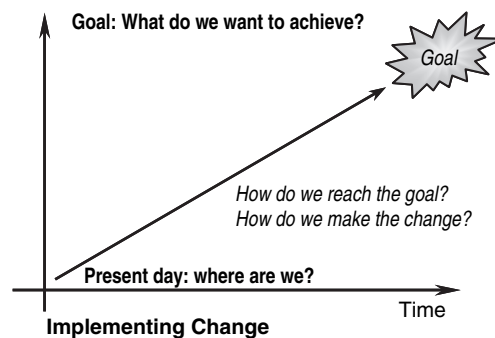 Goal: What do we want to achieve?
Goal
How do we reach the goal?
How do we make the change?
Present day: where are we?
Time
Implementing Change